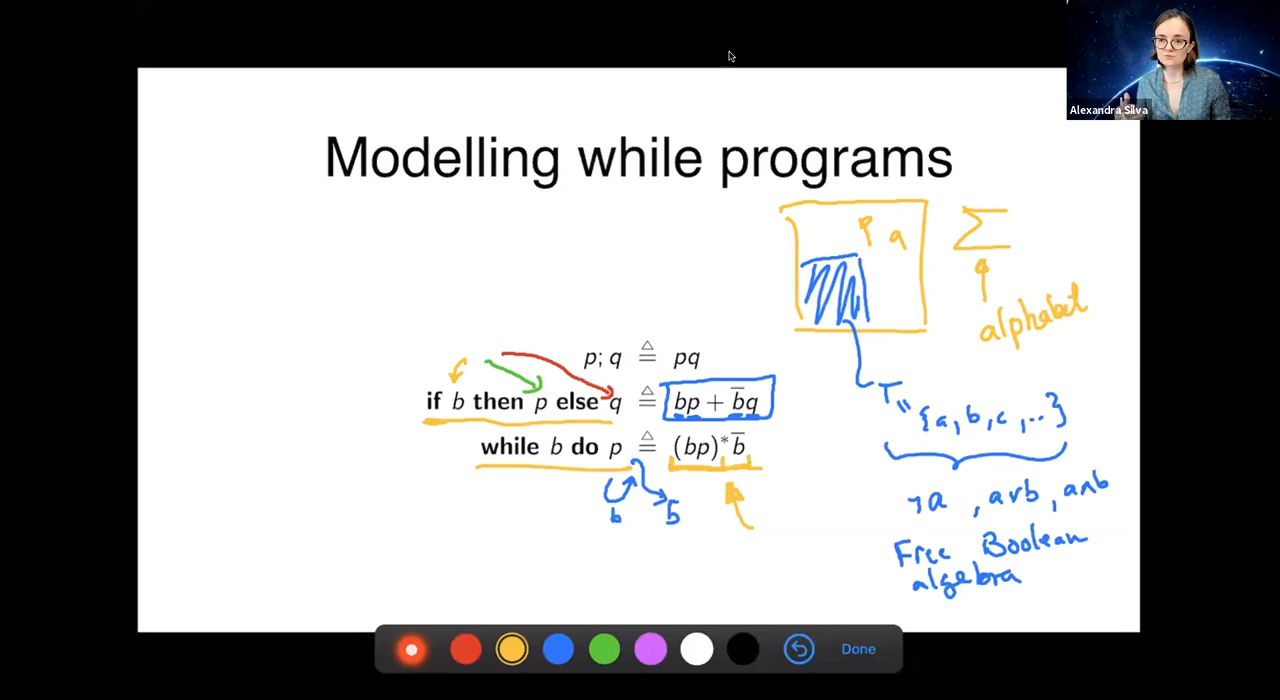 Alexandra Silva
Modelling while programs
p q Σ
alphabet
p; q ≜ pq
if b then p else q ≜ bp + b̅q
while b do p ≜ (bp)*b̅
b b̅
T
= {a, b, c, ..}
¬a , a∨b , a∧b
Free Boolean
algebra
Done